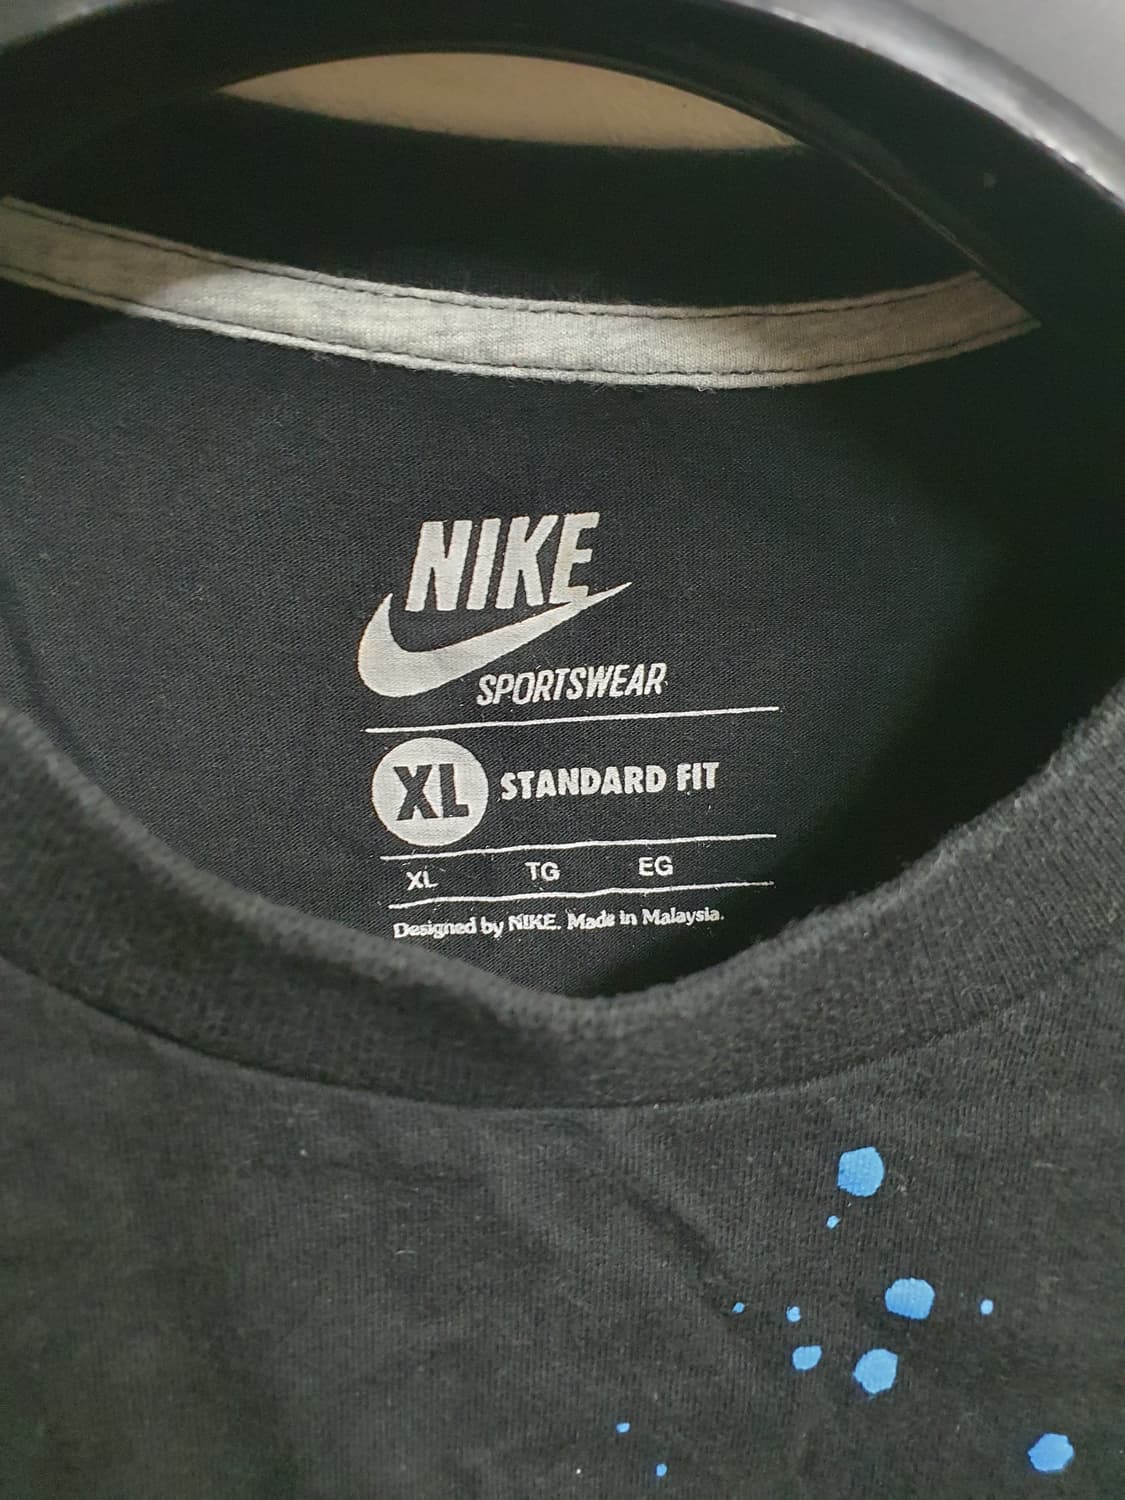 NIKE
SPORTSWEAR
XL STANDARD FIT
XL TG EG
Designed by NIKE. Made in Malaysia.